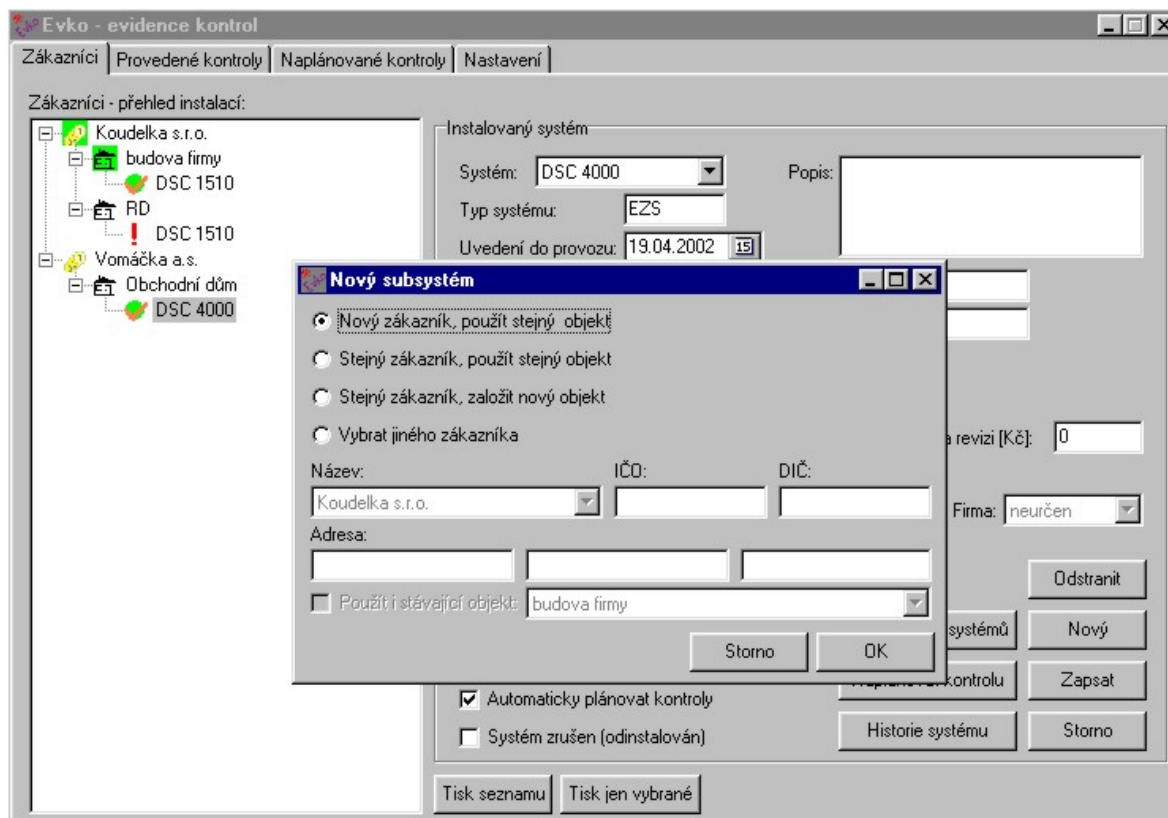 Evko - evidence kontrol
Zákazníci
Provedené kontroly
Naplánované kontroly
Nastavení
Zákazníci - přehled instalací:
Koudelka s.r.o.
budova firmy
DSC 1510
RD
DSC 1510
Vomáčka a.s.
Obchodní dům
DSC 4000
Instalovaný systém
Systém: DSC 4000
Popis:
Typ systému: EZS
Uvedení do provozu: 19.04.2002 15
Nový subsystém
Nový zákazník, použít stejný objekt
Stejný zákazník, použít stejný objekt
Stejný zákazník, založit nový objekt
Vybrat jiného zákazníka
Název: IČO: DIČ:
Koudelka s.r.o.
Adresa:
Použít i stávající objekt: budova firmy
Storno OK
revizi [Kč]: 0
Firma: neurčen
Odstranit
systémů Nový
kontrolu Zapsat
Historie systému Storno
Automaticky plánovat kontroly
Systém zrušen (odinstalován)
Tisk seznamu Tisk jen vybrané